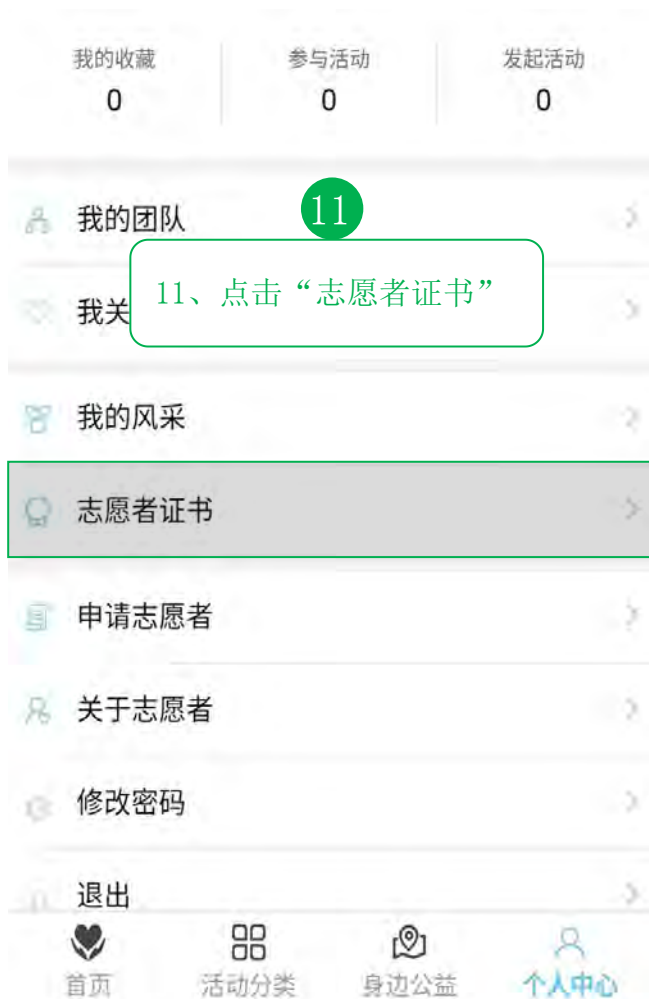 我的收藏 参与活动 发起活动
0 0 0
我的团队
11
11、点击“志愿者证书”
我关
我的风采
志愿者证书
申请志愿者
关于志愿者
修改密码
退出
首页 活动分类 身边公益 个人中心